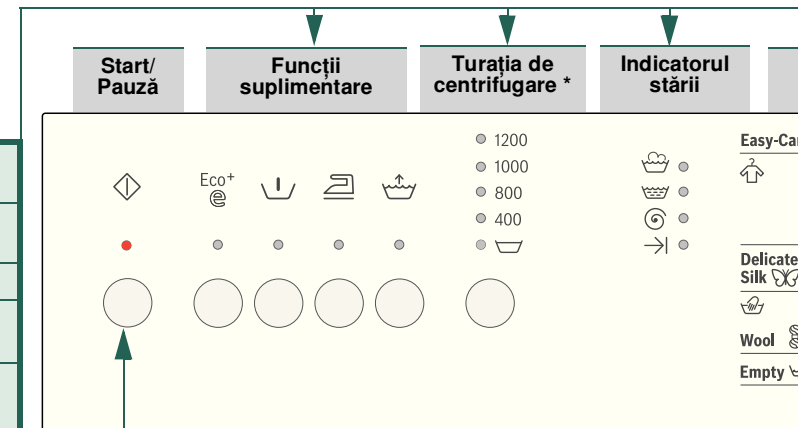 Start/
Pauză
Funcții
suplimentare
Turația de
centrifugare *
Indicatorul
stării
1200
1000
800
400
Eco+
e
Easy-Ca
Delicate
Silk
Wool
Empty